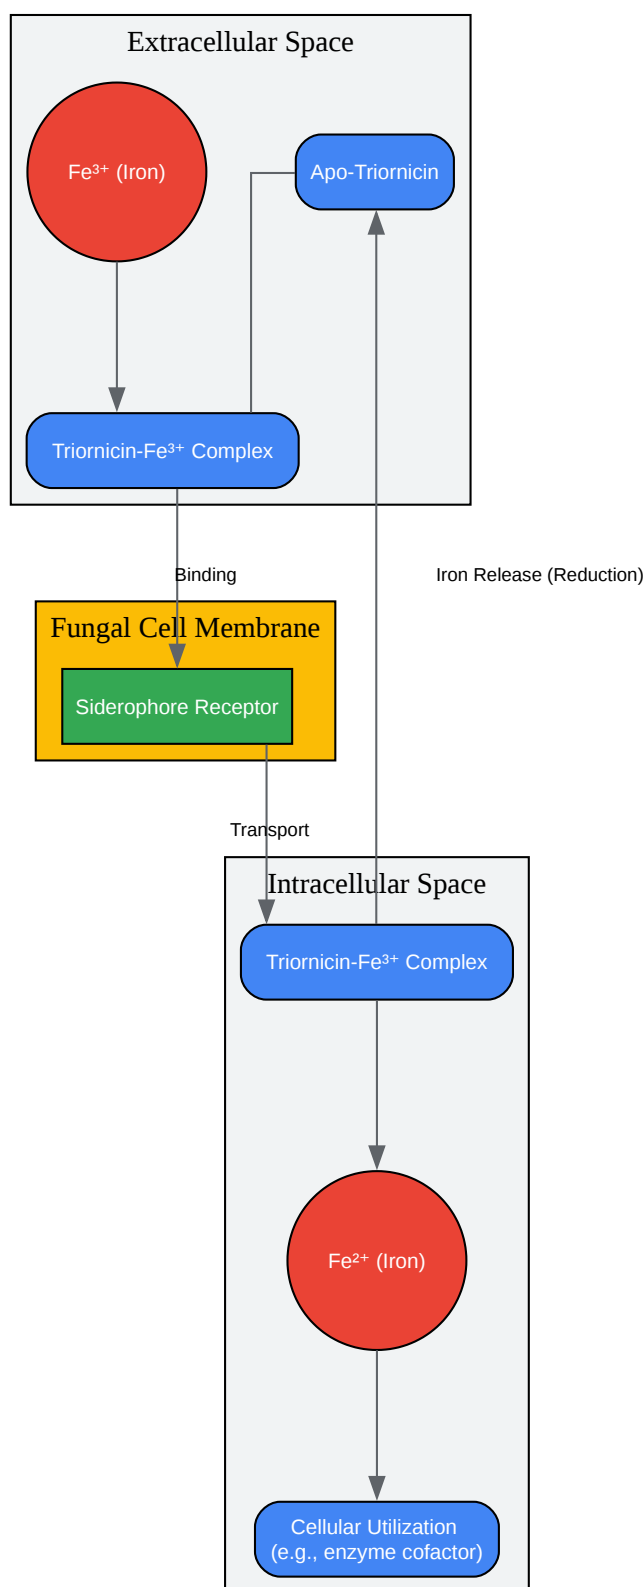 Extracellular Space
Fe³⁺ (Iron)
Apo-Triornicin
Triornicin-Fe³⁺ Complex
Binding
Iron Release (Reduction)
Fungal Cell Membrane
Siderophore Receptor
Transport
Intracellular Space
Triornicin-Fe³⁺ Complex
Fe²⁺ (Iron)
Cellular Utilization
(e.g., enzyme cofactor)